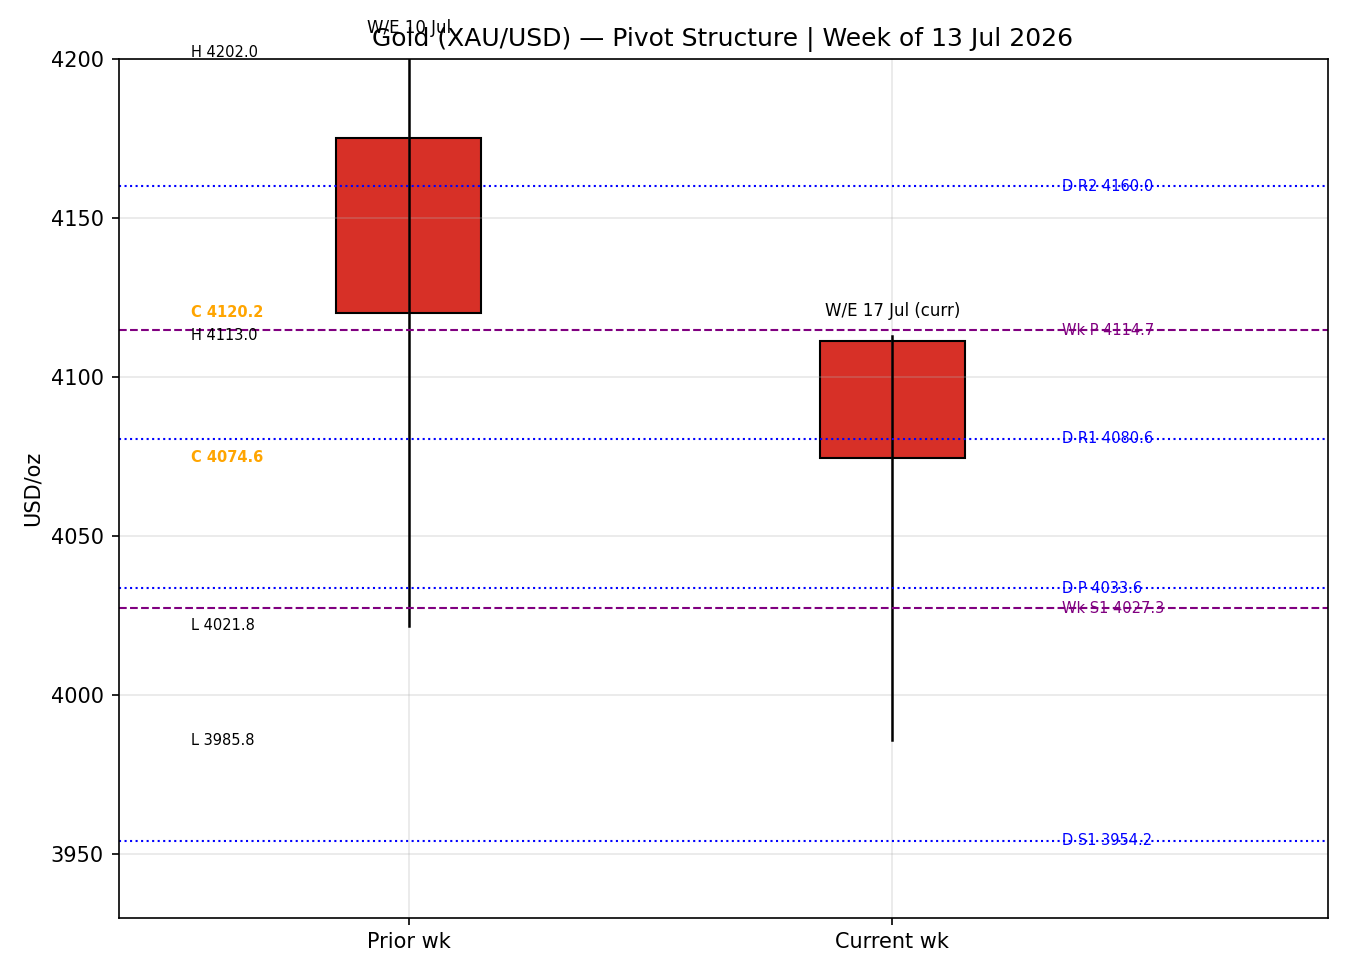 W/E 10 Jul
Gold (XAU/USD) — Pivot Structure | Week of 13 Jul 2026
H 4202.0
4200
D R2 4160.0
4150
C 4120.2
W/E 17 Jul (curr)
H 4113.0
Wk P 4114.7
4100
D R1 4080.6
C 4074.6
USD/oz
4050
D P 4033.6
Wk S1 4027.3
L 4021.8
4000
L 3985.8
D S1 3954.2
3950
Prior wk
Current wk